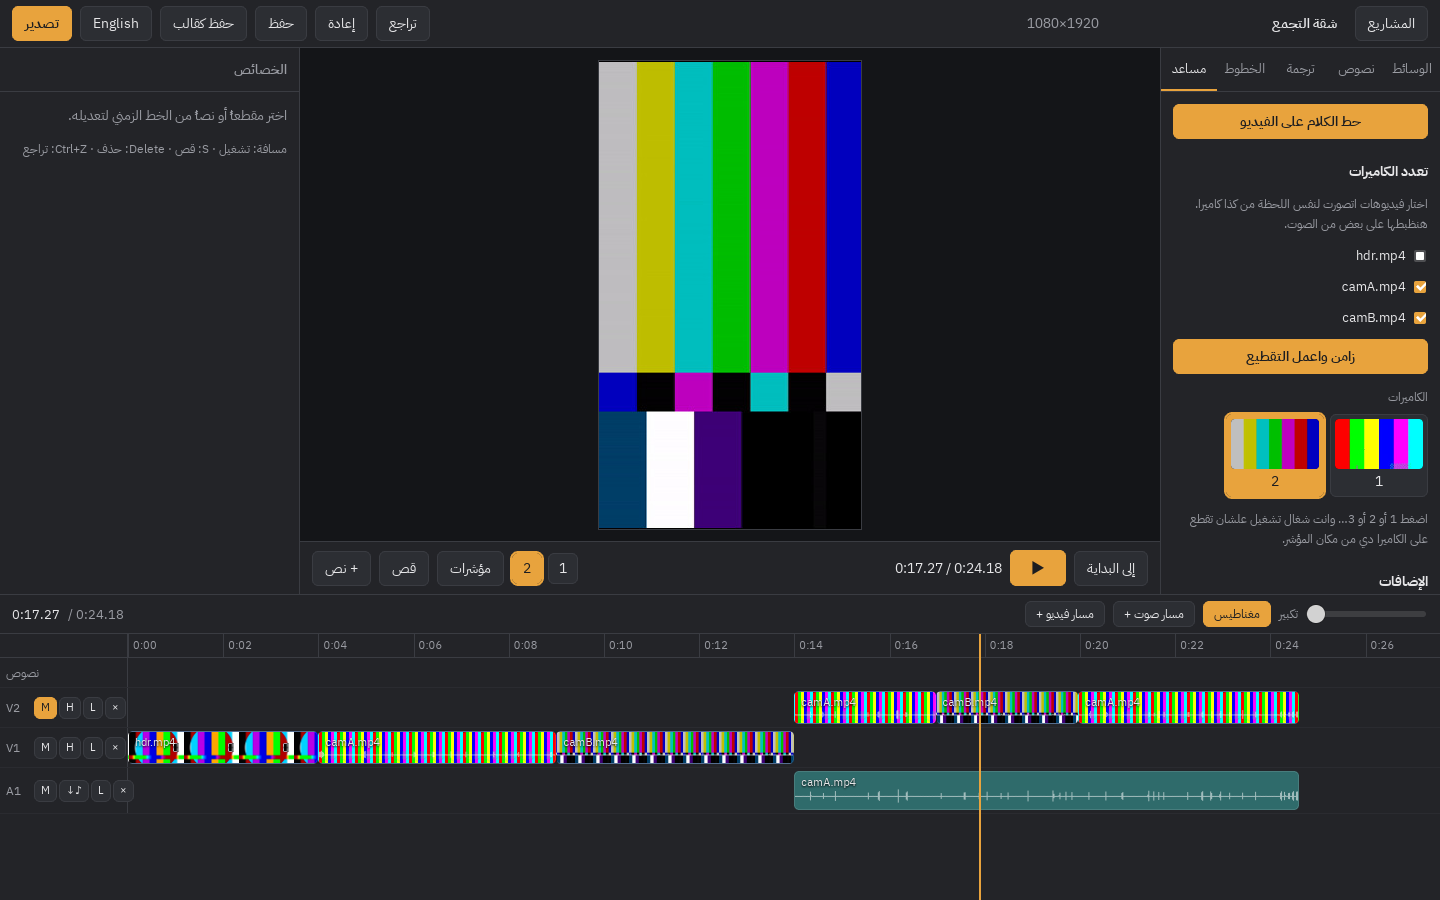 المشاريع
شقة التجمع
1080×1920
تراجع
إعادة
حفظ
حفظ كقالب
English
تصدير
الوسائط
نصوص
ترجمة
الخطوط
مساعد
حط الكلام على الفيديو
تعدد الكاميرات
اختار فيديوهات اتصورت لنفس اللحظة من كذا كاميرا.
هنظبطها على بعض من الصوت.
hdr.mp4
camA.mp4
camB.mp4
زامن واعمل التقطيع
الكاميرات
1
2
اضغط 1 أو 2 أو 3... وانت شغال تشغيل علشان تقطع
على الكاميرا دي من مكان المؤشر.
الإضافات
الخصائص
اختر مقطعًا أو نصًا من الخط الزمني لتعديله.
مسافة: تشغيل · S: قص · Delete: حذف · Ctrl+Z: تراجع
إلى البداية
0:17.27 / 0:24.18
1
2
مؤشرات
قص
+ نص
تكبير
مغناطيس
مسار صوت +
مسار فيديو +
0:17.27 / 0:24.18
0:00 0:02 0:04 0:06 0:08 0:10 0:12 0:14 0:16 0:18 0:20 0:22 0:24 0:26
نصوص
V2 M H L ×
camA.mp4 camB.mp4 camA.mp4
V1 M H L ×
hdr.mp4 camA.mp4 camB.mp4
A1 M ↓♪ L ×
camA.mp4